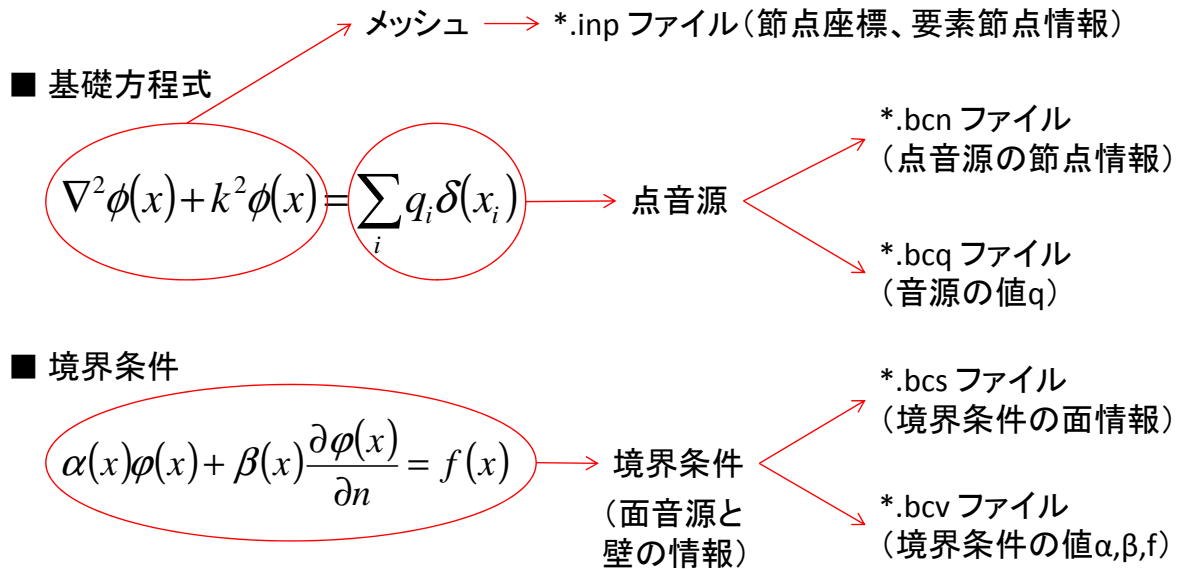 メッシュ → *.inp ファイル（節点座標、要素節点情報）
■ 基礎方程式
∇²ϕ(x)+k²ϕ(x)=∑_i q_i δ(x_i)
点音源
*.bcn ファイル
（点音源の節点情報）
*.bcq ファイル
（音源の値q）
■ 境界条件
α(x)φ(x)+β(x)∂φ(x)/∂n=f(x)
境界条件
（面音源と
壁の情報）
*.bcs ファイル
（境界条件の面情報）
*.bcv ファイル
（境界条件の値α,β,f）